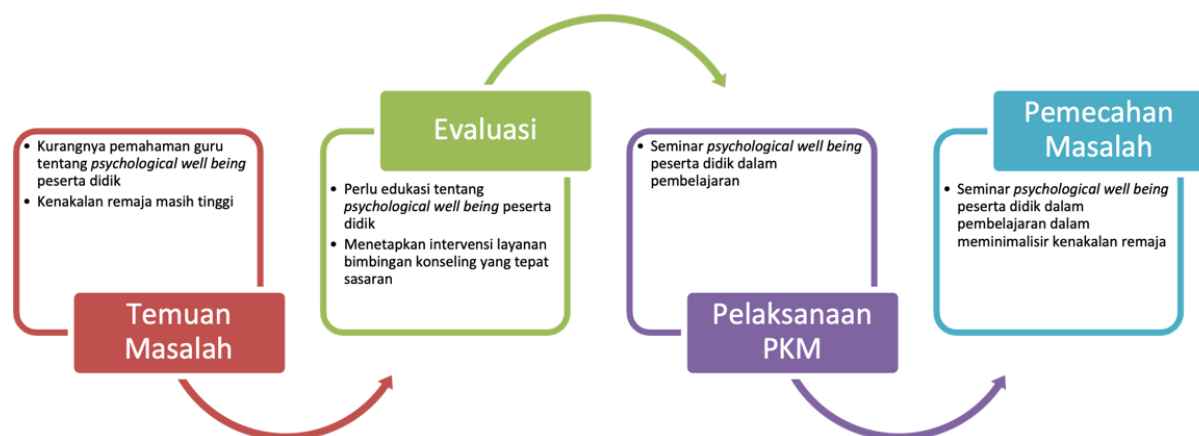 • Kurangnya pemahaman guru
tentang psychological well being
peserta didik
• Kenakalan remaja masih tinggi
Temuan
Masalah
Evaluasi
• Perlu edukasi tentang
psychological well being peserta
didik
• Menetapkan intervensi layanan
bimbingan konseling yang tepat
sasaran
• Seminar psychological well being
peserta didik dalam
pembelajaran
Pelaksanaan
PKM
Pemecahan
Masalah
• Seminar psychological well being
peserta didik dalam
pembelajaran dalam
meminimalisir kenakalan remaja